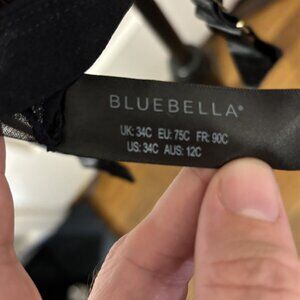 BLUEBELLA®
UK: 34C EU: 75C FR: 90C
US: 34C AUS: 12C